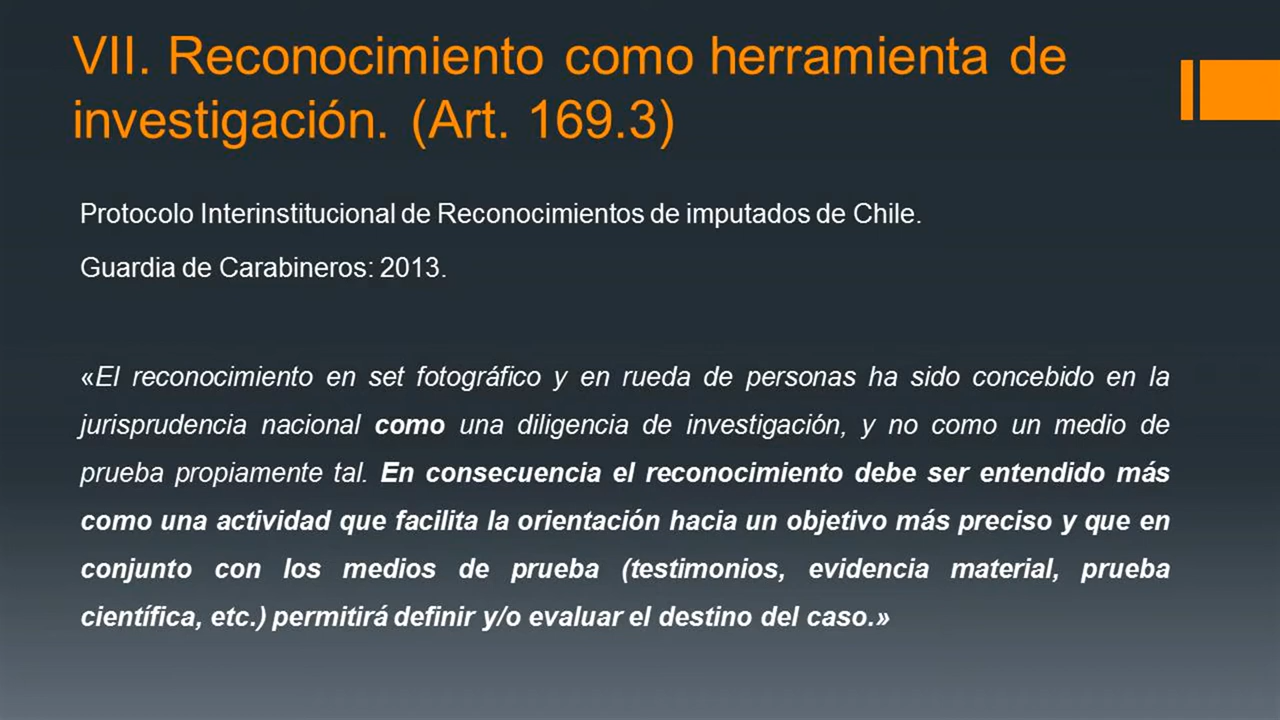 VII. Reconocimiento como herramienta de
investigación. (Art. 169.3)
Protocolo Interinstitucional de Reconocimientos de imputados de Chile.
Guardia de Carabineros: 2013.
«El reconocimiento en set fotográfico y en rueda de personas ha sido concebido en la
jurisprudencia nacional como una diligencia de investigación, y no como un medio de
prueba propiamente tal. En consecuencia el reconocimiento debe ser entendido más
como una actividad que facilita la orientación hacia un objetivo más preciso y que en
conjunto con los medios de prueba (testimonios, evidencia material, prueba
científica, etc.) permitirá definir y/o evaluar el destino del caso.»